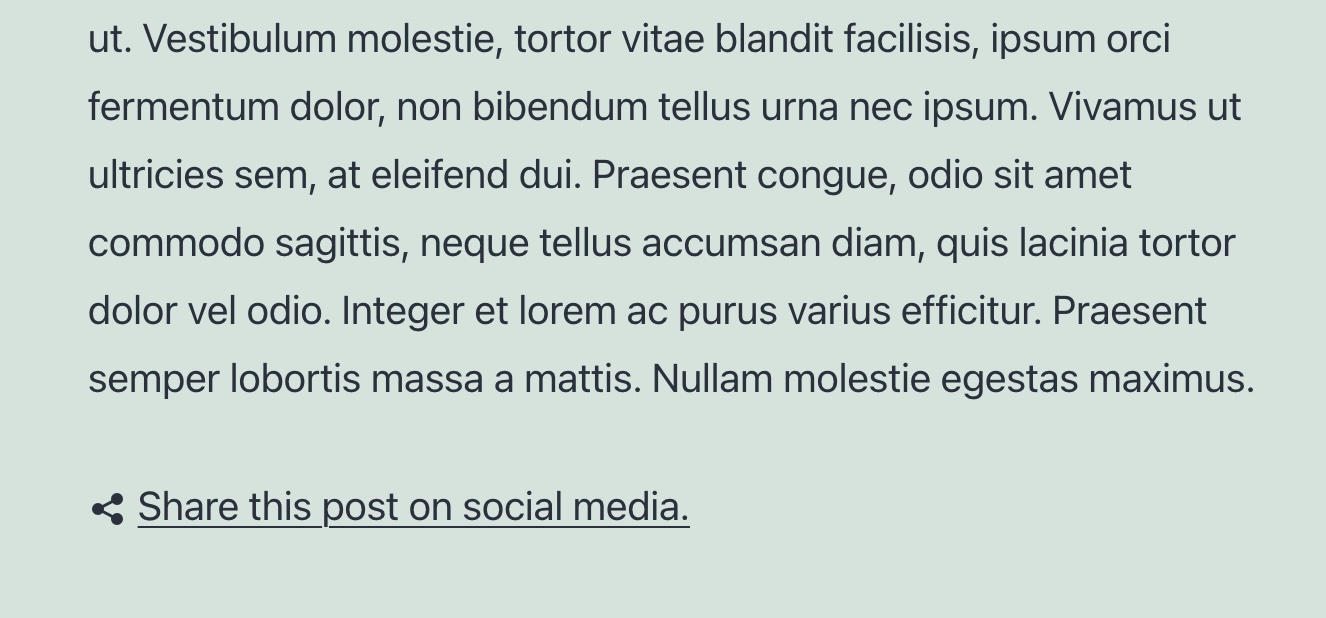 ut. Vestibulum molestie, tortor vitae blandit facilisis, ipsum orci
fermentum dolor, non bibendum tellus urna nec ipsum. Vivamus ut
ultricies sem, at eleifend dui. Praesent congue, odio sit amet
commodo sagittis, neque tellus accumsan diam, quis lacinia tortor
dolor vel odio. Integer et lorem ac purus varius efficitur. Praesent
semper lobortis massa a mattis. Nullam molestie egestas maximus.
Share this post on social media.